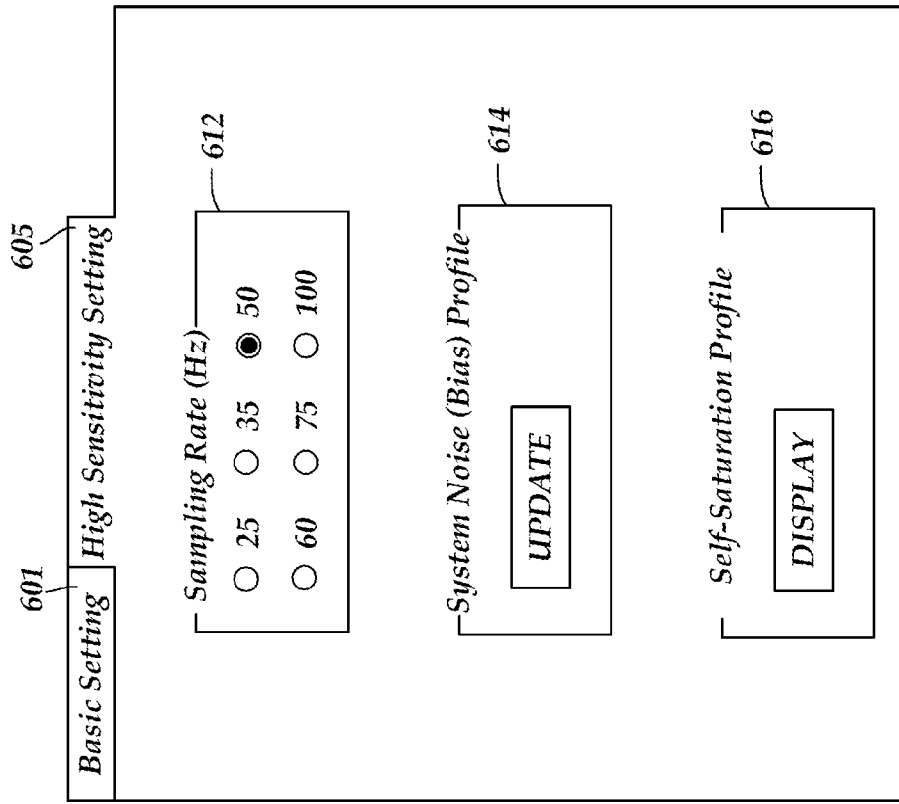 601
605
Basic Setting
High Sensitivity Setting
612
Sampling Rate (Hz)
25 35 50
60 75 100
614
System Noise (Bias) Profile
UPDATE
616
Self-Saturation Profile
DISPLAY